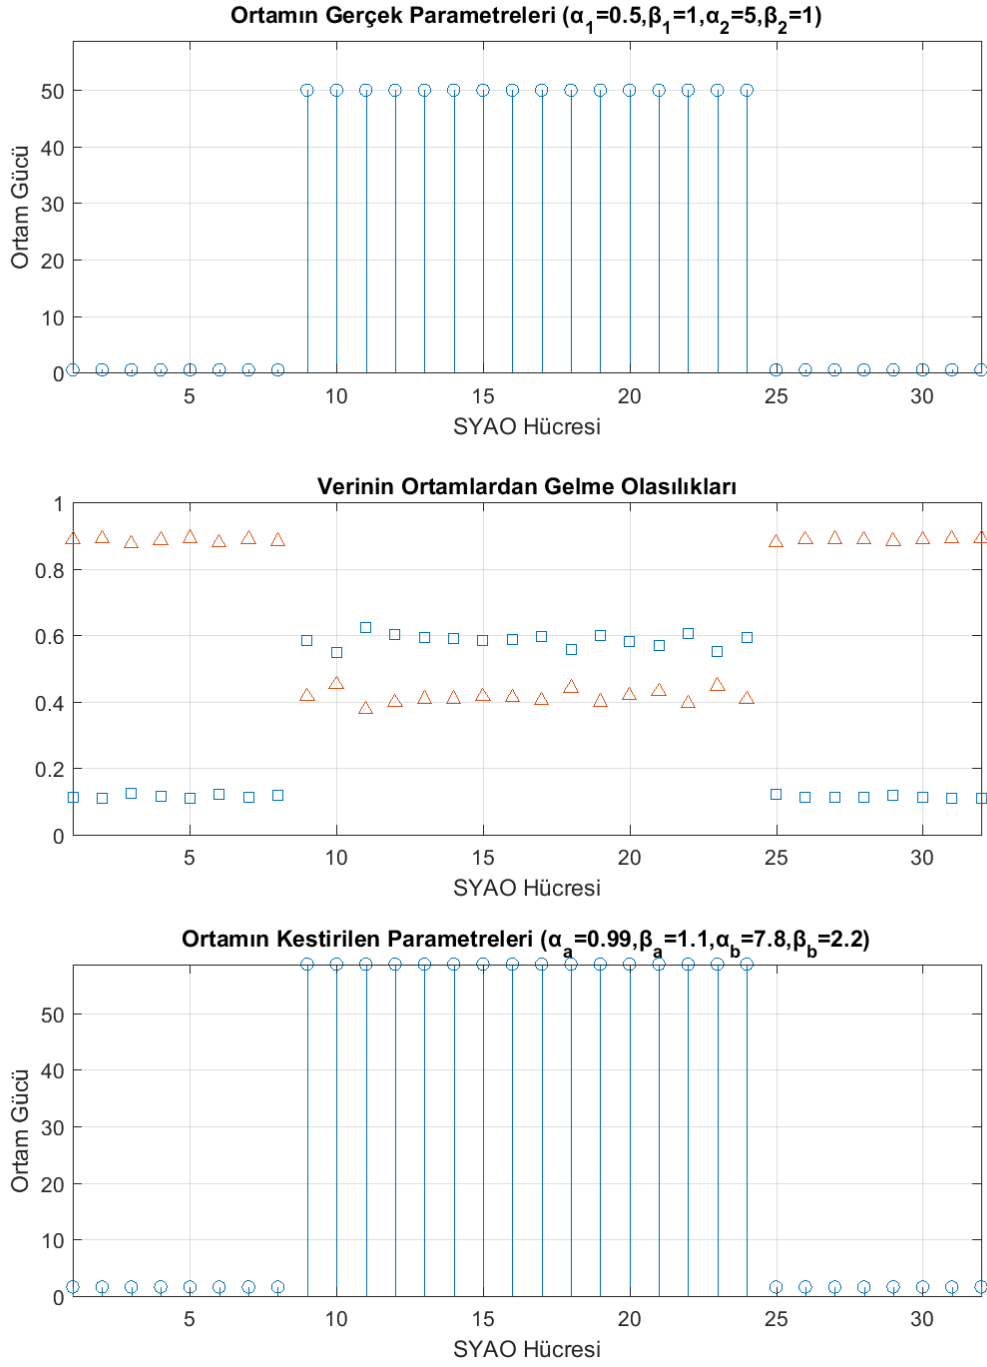 Ortamın Gerçek Parametreleri (α₁=0.5,β₁=1,α₂=5,β₂=1)
50
40
30
20
10
0
Ortam Gücü
5 10 15 20 25 30
SYAO Hücresi
Verinin Ortamlardan Gelme Olasılıkları
1
0.8
0.6
0.4
0.2
0
5 10 15 20 25 30
SYAO Hücresi
Ortamın Kestirilen Parametreleri (αₐ=0.99,βₐ=1.1,α_b=7.8,β_b=2.2)
50
40
30
20
10
0
Ortam Gücü
5 10 15 20 25 30
SYAO Hücresi